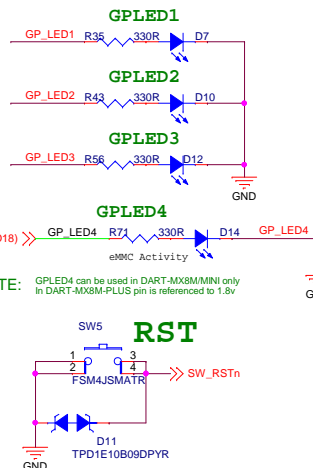 GPLED1
GP_LED1 R35 330R D7
GPLED2
GP_LED2 R43 330R D10
GPLED3
GP_LED3 R56 330R D12
GND
GPLED4
D18) GP_LED4 R71 330R D14 GP_LED4
eMMC Activity
TE: GPLED4 can be used in DART-MX8M/MINI only
In DART-MX8M-PLUS pin is referenced to 1.8v
G
SW5 RST
1 3
2 4
FSM4JSMATR
SW_RSTn
D11
TPD1E10B09DPYR
GND